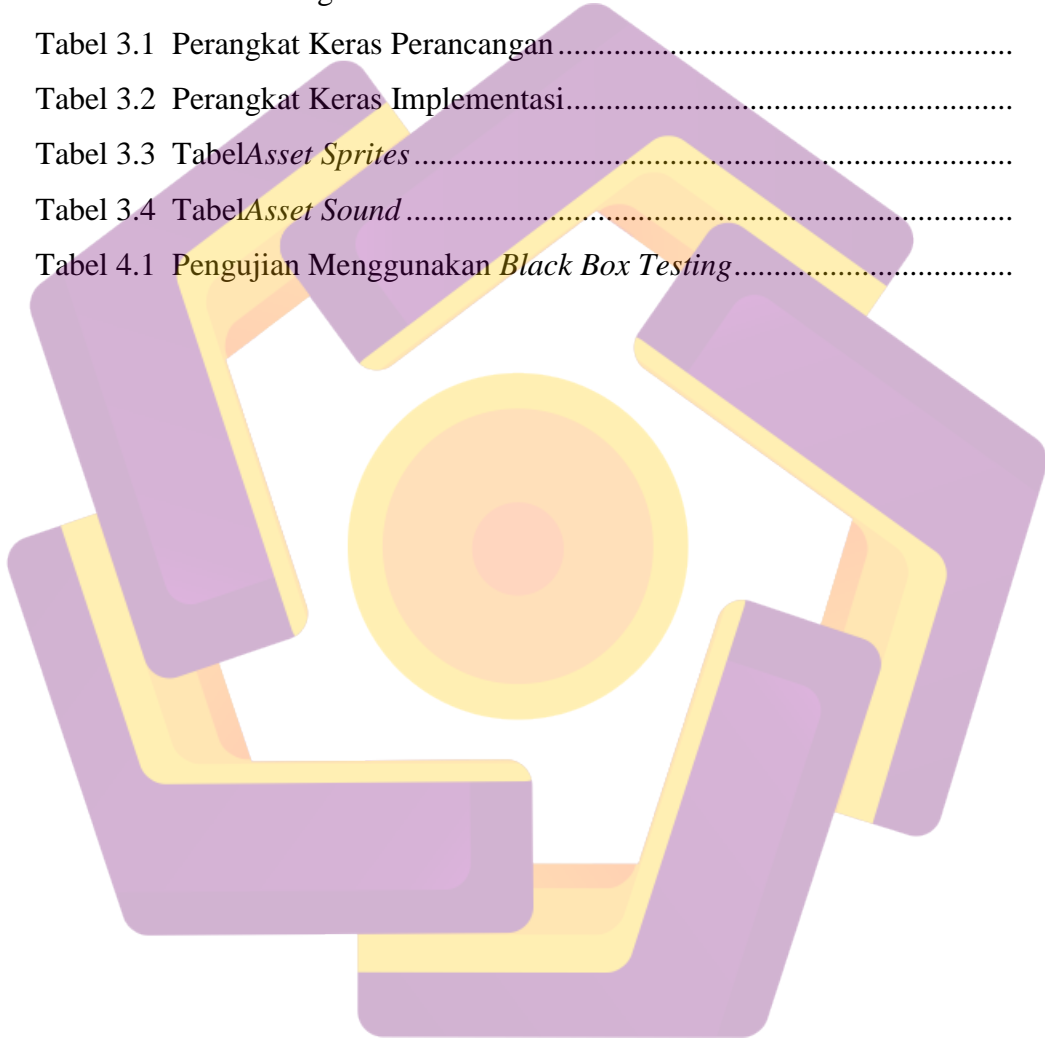 Tabel 3.1 Perangkat Keras Perancangan.......................................................
Tabel 3.2 Perangkat Keras Implementasi......................................................
Tabel 3.3 TabelAsset Sprites.........................................................................
Tabel 3.4 TabelAsset Sound..........................................................................
Tabel 4.1 Pengujian Menggunakan Black Box Testing..................................